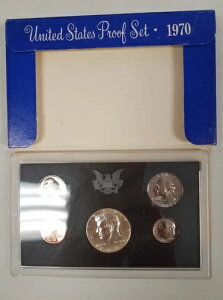 United States Proof Set · 1970